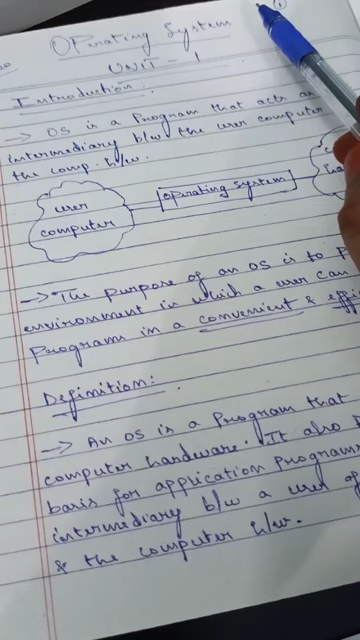 Operating System
UNIT - 1
Introduction:
→ OS is a Program that acts as
intermediary b/w the user computer
the comp. h/w.
user
computer
Operating system
→ The purpose of an OS is to
environment in which a user can
Program in a convenient &
Definition:
→ An OS is a Program that
computer hardware. It also
basis for application Programs
intermediary b/w a user of
& the computer h/w.